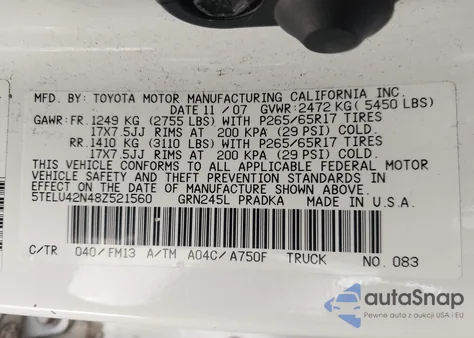 MFD. BY: TOYOTA MOTOR MANUFACTURING CALIFORNIA INC.
DATE 11 / 07 GVWR: 2472 KG ( 5450 LBS)
GAWR: FR. 1249 KG (2755 LBS) WITH P265/65R17 TIRES
17X7.5JJ RIMS AT 200 KPA (29 PSI) COLD.
RR. 1410 KG (3110 LBS) WITH P265/65R17 TIRES
17X7.5JJ RIMS AT 200 KPA (29 PSI) COLD.
THIS VEHICLE CONFORMS TO ALL APPLICABLE FEDERAL MOTOR
VEHICLE SAFETY AND THEFT PREVENTION STANDARDS IN
EFFECT ON THE DATE OF MANUFACTURE SHOWN ABOVE.
5TELU42N48Z521560 GRN245L PRADKA MADE IN U.S.A.
C/TR 040/FM13 A/TM A04C/A750F TRUCK NO. 083
autoSnap
Pewne auta z aukcji USA i EU